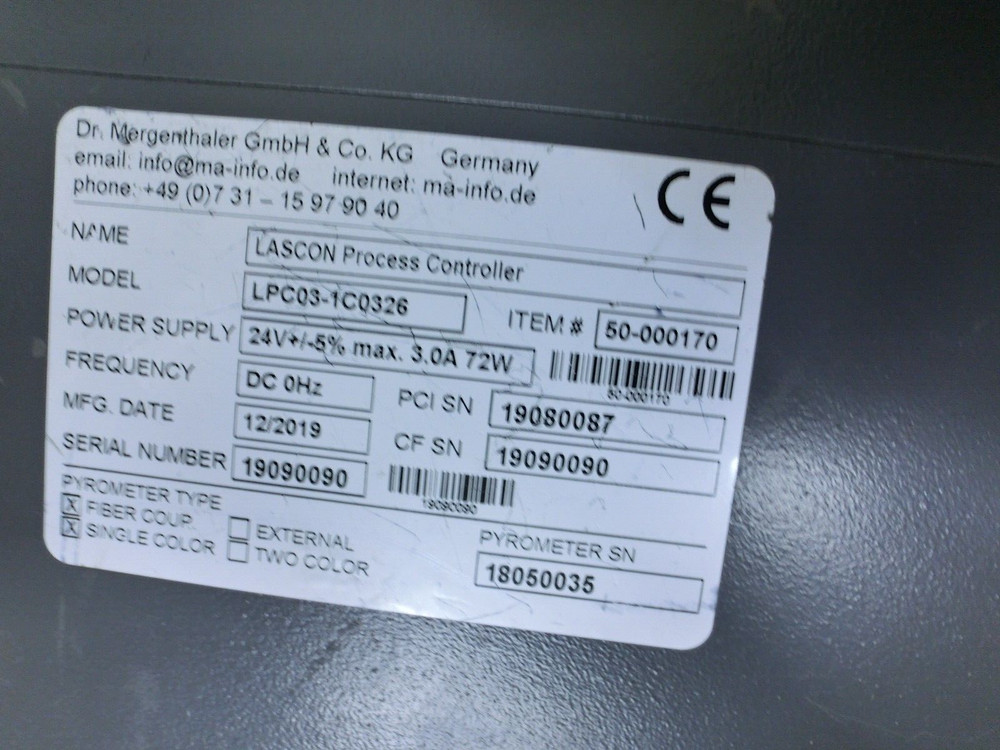 Dr. Mergenthaler GmbH & Co. KG Germany
email: info@ma-info.de internet: ma-info.de
phone: +49 (0)7 31 – 15 97 90 40
CE
NAME LASCON Process Controller
MODEL LPC03-1C0326 ITEM # 50-000170
POWER SUPPLY 24V+/-5% max. 3.0A 72W
50-000170
FREQUENCY DC 0Hz PCI SN 19080087
MFG. DATE 12/2019 CF SN 19090090
SERIAL NUMBER 19090090
19090090
PYROMETER TYPE
X FIBER COUP. EXTERNAL PYROMETER SN
X SINGLE COLOR TWO COLOR 18050035